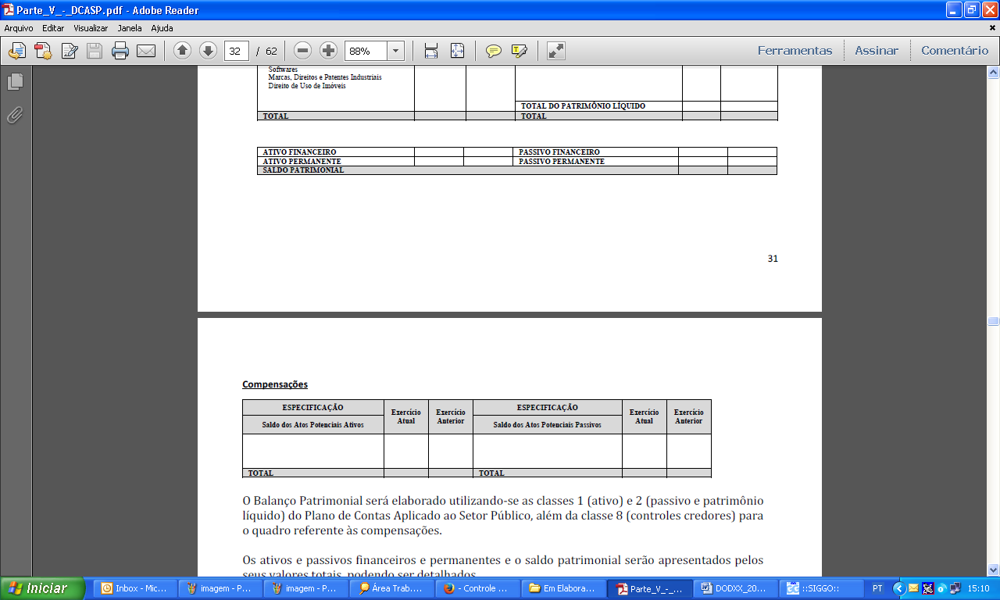 Parte_V_-_DCASP.pdf - Adobe Reader
Arquivo Editar Visualizar Janela Ajuda
32 / 62 88% Ferramentas Assinar Comentário
Softwares
Marcas, Direitos e Patentes Industriais
Direito de Uso de Imóveis
TOTAL DO PATRIMÔNIO LÍQUIDO
TOTAL TOTAL
ATIVO FINANCEIRO PASSIVO FINANCEIRO
ATIVO PERMANENTE PASSIVO PERMANENTE
SALDO PATRIMONIAL
31
Compensações
ESPECIFICAÇÃO Exercício Atual Exercício Anterior ESPECIFICAÇÃO Exercício Atual Exercício Anterior
Saldo dos Atos Potenciais Ativos Saldo dos Atos Potenciais Passivos
TOTAL TOTAL
O Balanço Patrimonial será elaborado utilizando-se as classes 1 (ativo) e 2 (passivo e patrimônio
líquido) do Plano de Contas Aplicado ao Setor Público, além da classe 8 (controles credores) para
o quadro referente às compensações.
Os ativos e passivos financeiros e permanentes e o saldo patrimonial serão apresentados pelos
seus valores totais, podendo ser detalhados.
Iniciar Inbox - Mic... imagem - P... imagem - P... Área Trab... - Controle ... Em Elabora... Parte_V_-_... DODXX_20... ::SIGGO:: PT 15:10